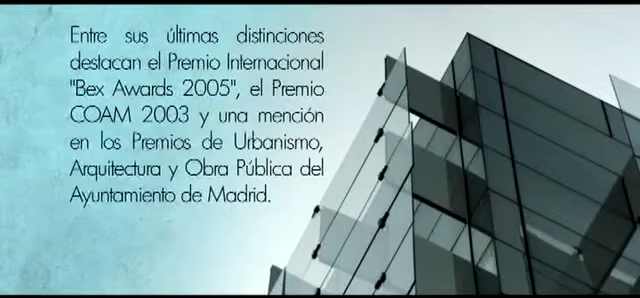 Entre sus últimas distinciones
destacan el Premio Internacional
"Bex Awards 2005", el Premio
COAM 2003 y una mención
en los Premios de Urbanismo,
Arquitectura y Obra Pública del
Ayuntamiento de Madrid.